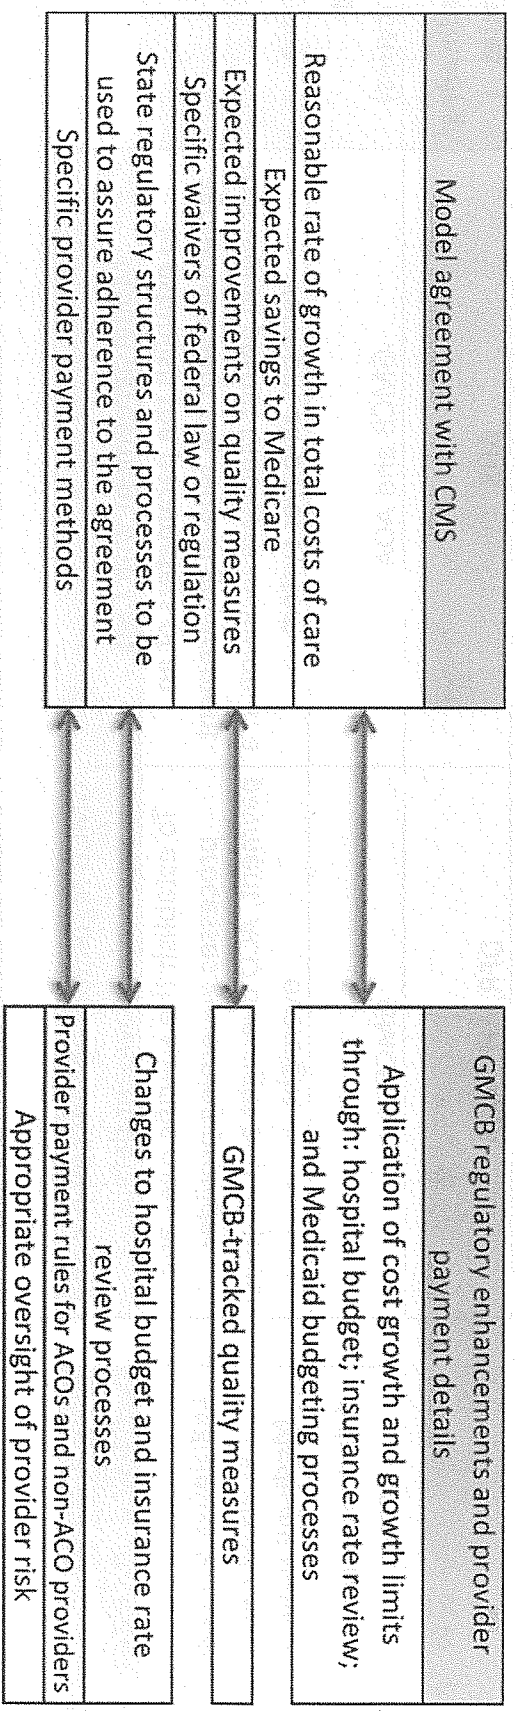 Model agreement with CMS
Reasonable rate of growth in total costs of care
Expected savings to Medicare
Expected improvements on quality measures
Specific waivers of federal law or regulation
State regulatory structures and processes to be
used to assure adherence to the agreement
Specific provider payment methods
GMCB regulatory enhancements and provider
payment details
Application of cost growth and growth limits
through: hospital budget; insurance rate review;
and Medicaid budgeting processes
GMCB-tracked quality measures
Changes to hospital budget and insurance rate
review processes
Provider payment rules for ACOs and non-ACO providers
Appropriate oversight of provider risk